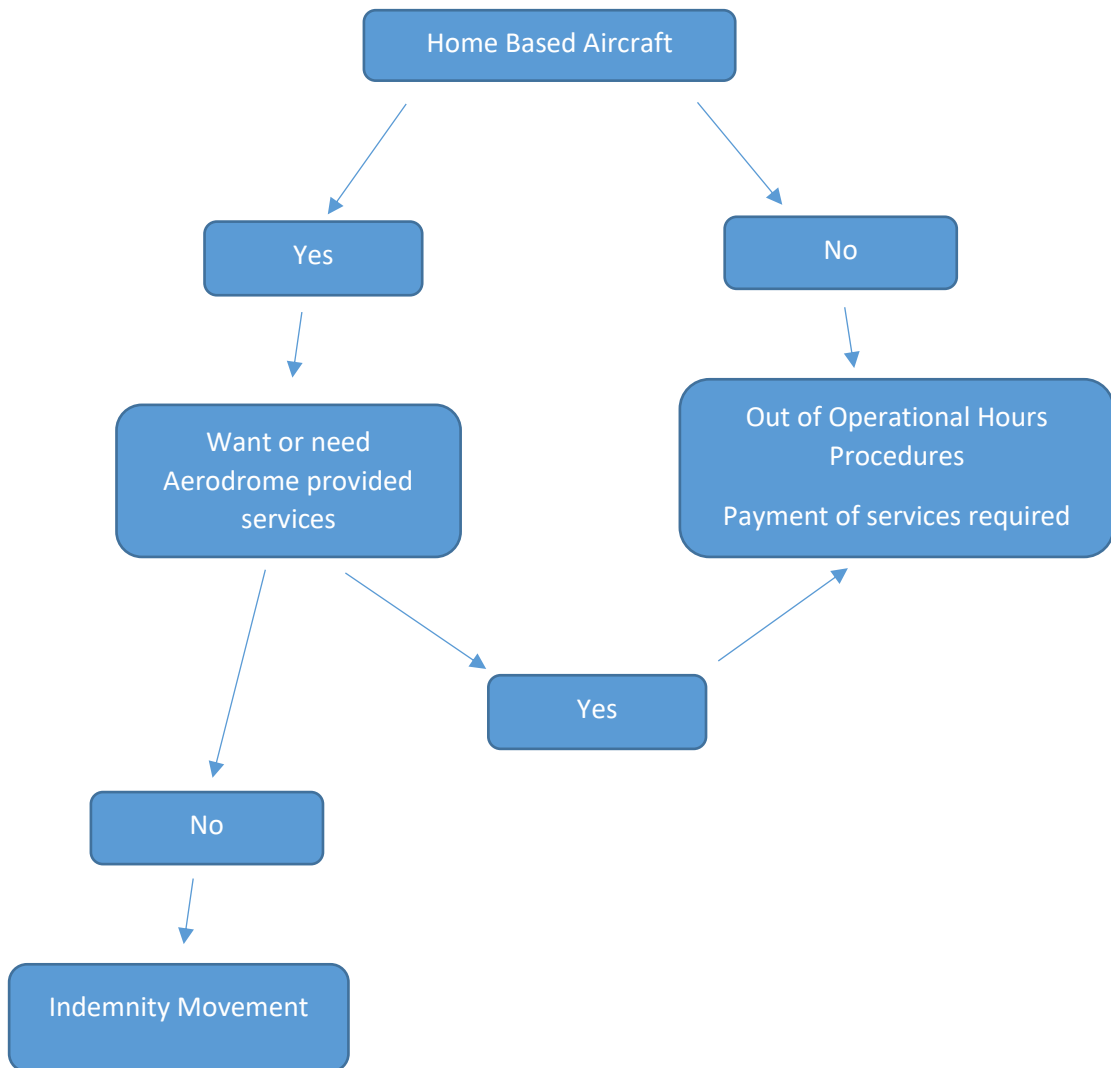 Home Based Aircraft
Yes
No
Want or need
Aerodrome provided
services
Out of Operational Hours
Procedures
Payment of services required
Yes
No
Indemnity Movement